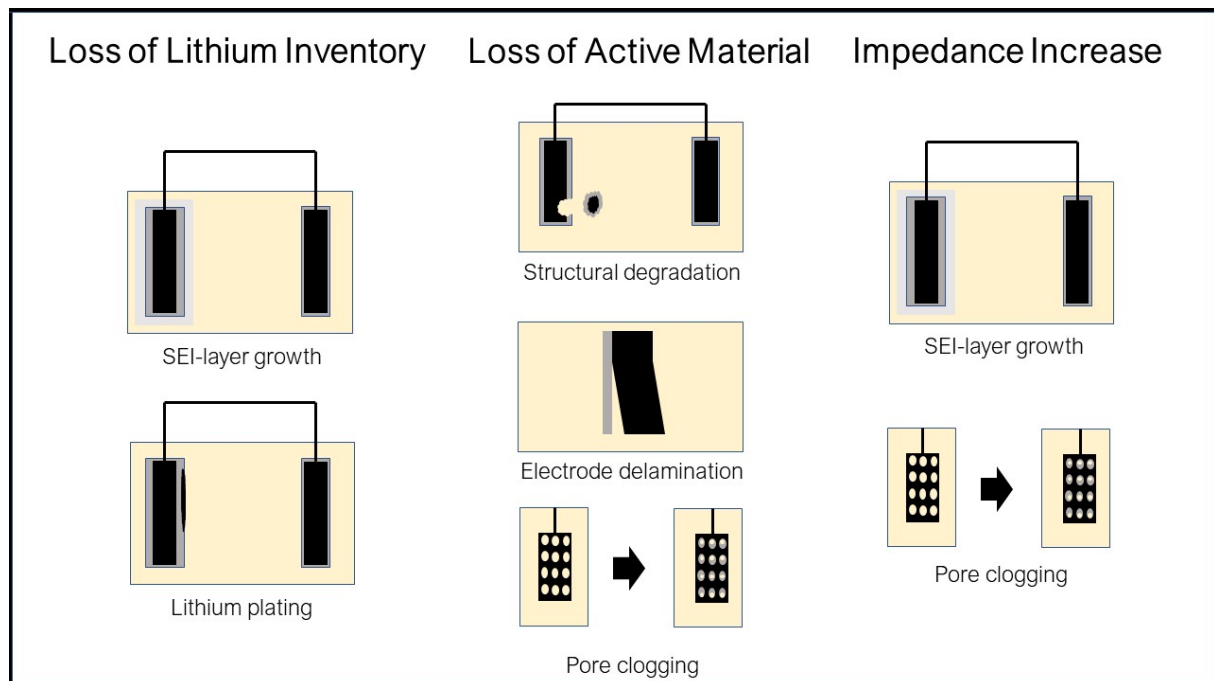 Loss of Lithium Inventory
SEI-layer growth
Lithium plating
Loss of Active Material
Structural degradation
Electrode delamination
Pore clogging
Impedance Increase
SEI-layer growth
Pore clogging